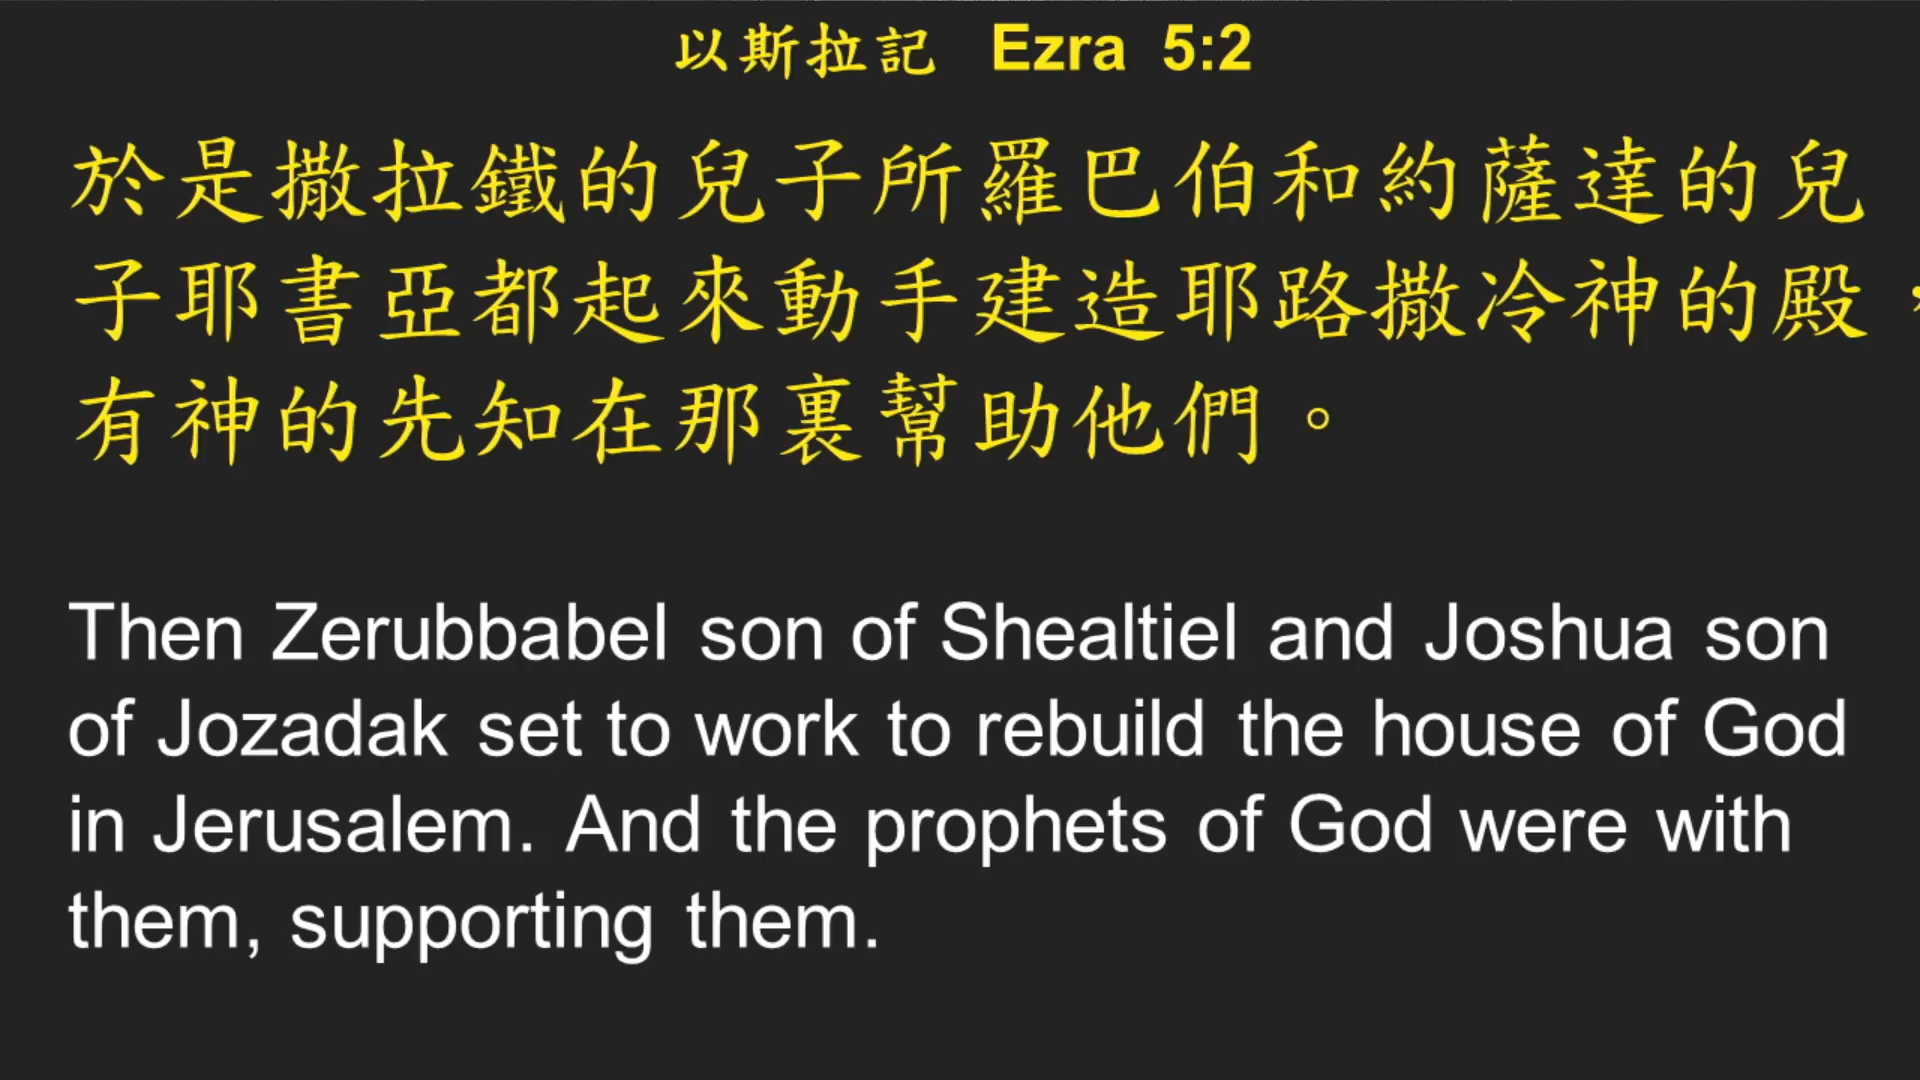 以斯拉記 Ezra 5:2
於是撒拉鐵的兒子所羅巴伯和約薩達的兒
子耶書亞都起來動手建造耶路撒冷神的殿，
有神的先知在那裏幫助他們。
Then Zerubbabel son of Shealtiel and Joshua son
of Jozadak set to work to rebuild the house of God
in Jerusalem. And the prophets of God were with
them, supporting them.